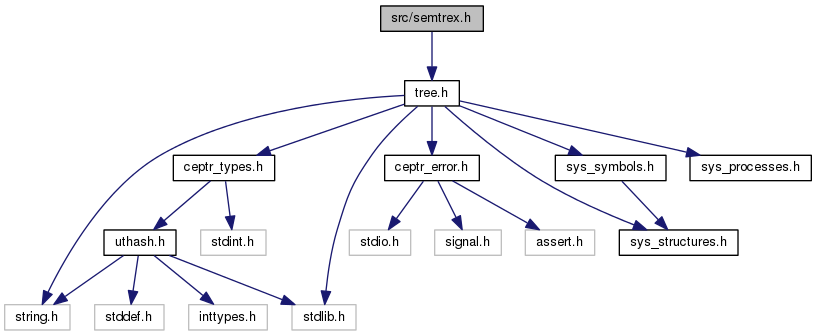 src/semtrex.h
tree.h
ceptr_types.h
ceptr_error.h
sys_symbols.h
sys_processes.h
uthash.h
stdint.h
stdio.h
signal.h
assert.h
sys_structures.h
string.h
stddef.h
inttypes.h
stdlib.h